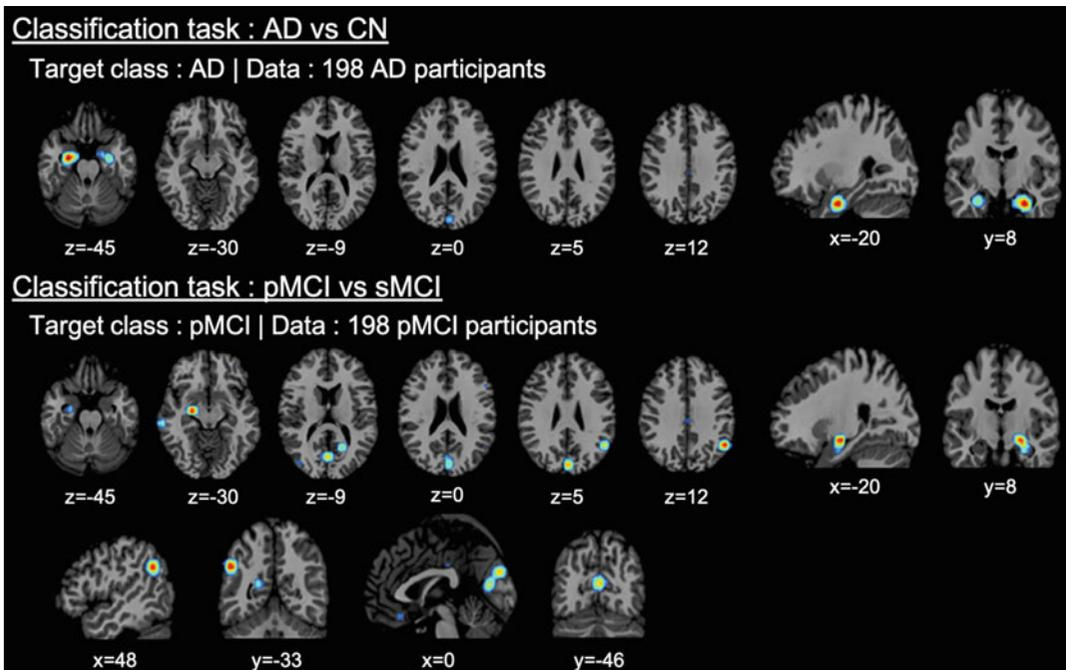 Classification task : AD vs CN
Target class : AD | Data : 198 AD participants
z=-45 z=-30 z=-9 z=0 z=5 z=12 x=-20 y=8
Classification task : pMCI vs sMCI
Target class : pMCI | Data : 198 pMCI participants
z=-45 z=-30 z=-9 z=0 z=5 z=12 x=-20 y=8
x=48 y=-33 x=0 y=-46